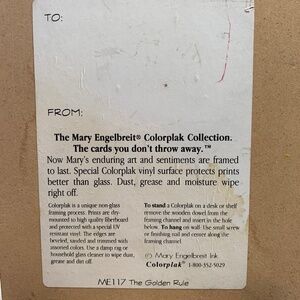 TO:
FROM:
The Mary Engelbreit® Colorplak Collection.
The cards you don't throw away.™
Now Mary's enduring art and sentiments are framed
to last. Special Colorplak vinyl surface protects prints
better than glass. Dust, grease and moisture wipe
right off.
Colorplak is a unique non-glass
framing process. Prints are dry-
mounted to high quality fiberboard
and protected with a special UV
resistant vinyl. The edges are
beveled, sanded and trimmed with
assorted colors. Use a damp rag or
household glass cleaner to wipe dust,
grease and dirt off.
To stand a Colorplak on a desk or shelf
remove the wooden dowel from the
framing channel and insert in the hole
below. To hang on wall: Use small screw
or finishing nail and center along the
framing channel.
© Mary Engelbreit Ink
Colorplak® 1-800-352-5029
ME117 The Golden Rule